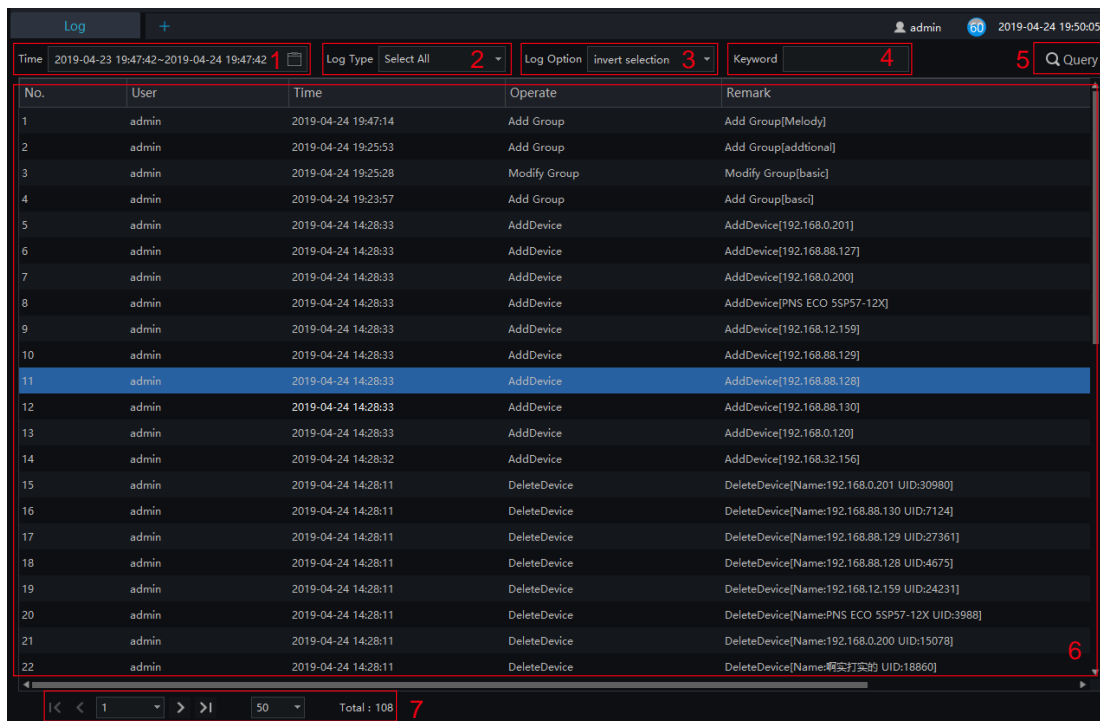 Log + admin 60 2019-04-24 19:50:05
Time 2019-04-23 19:47:42~2019-04-24 19:47:42 1 Log Type Select All 2 Log Option invert selection 3 Keyword 4 5 Query
No. User Time Operate Remark
1 admin 2019-04-24 19:47:14 Add Group Add Group[Melody]
2 admin 2019-04-24 19:25:53 Add Group Add Group[addtional]
3 admin 2019-04-24 19:25:28 Modify Group Modify Group[basic]
4 admin 2019-04-24 19:23:57 Add Group Add Group[basci]
5 admin 2019-04-24 14:28:33 AddDevice AddDevice[192.168.0.201]
6 admin 2019-04-24 14:28:33 AddDevice AddDevice[192.168.88.127]
7 admin 2019-04-24 14:28:33 AddDevice AddDevice[192.168.0.200]
8 admin 2019-04-24 14:28:33 AddDevice AddDevice[PNS ECO 5SP57-12X]
9 admin 2019-04-24 14:28:33 AddDevice AddDevice[192.168.12.159]
10 admin 2019-04-24 14:28:33 AddDevice AddDevice[192.168.88.129]
11 admin 2019-04-24 14:28:33 AddDevice AddDevice[192.168.88.128]
12 admin 2019-04-24 14:28:33 AddDevice AddDevice[192.168.88.130]
13 admin 2019-04-24 14:28:33 AddDevice AddDevice[192.168.0.120]
14 admin 2019-04-24 14:28:32 AddDevice AddDevice[192.168.32.156]
15 admin 2019-04-24 14:28:11 DeleteDevice DeleteDevice[Name:192.168.0.201 UID:30980]
16 admin 2019-04-24 14:28:11 DeleteDevice DeleteDevice[Name:192.168.88.130 UID:7124]
17 admin 2019-04-24 14:28:11 DeleteDevice DeleteDevice[Name:192.168.88.129 UID:27361]
18 admin 2019-04-24 14:28:11 DeleteDevice DeleteDevice[Name:192.168.88.128 UID:4675]
19 admin 2019-04-24 14:28:11 DeleteDevice DeleteDevice[Name:192.168.12.159 UID:24231]
20 admin 2019-04-24 14:28:11 DeleteDevice DeleteDevice[Name:PNS ECO 5SP57-12X UID:3988]
21 admin 2019-04-24 14:28:11 DeleteDevice DeleteDevice[Name:192.168.0.200 UID:15078]
22 admin 2019-04-24 14:28:11 DeleteDevice DeleteDevice[Name:啊实打实的 UID:18860]
6
1 50 Total : 108 7